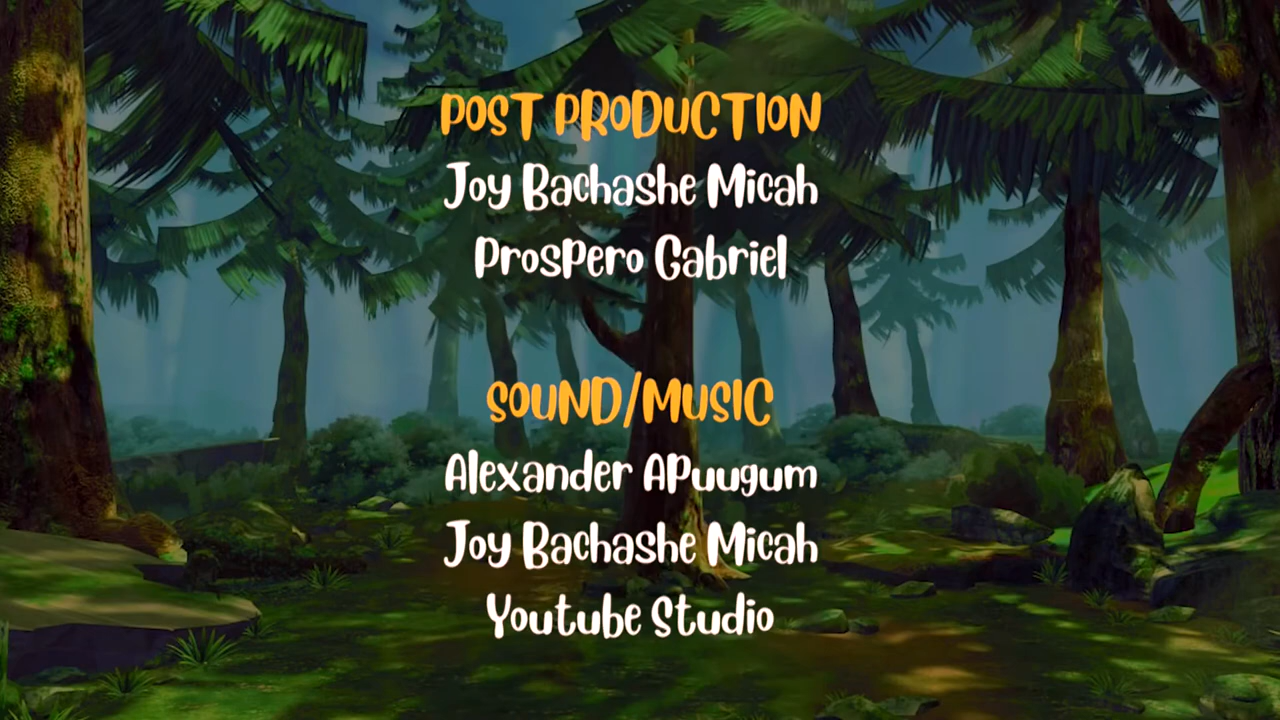 POST PRODUCTION
Joy Bachashe Micah
Prospero Gabriel
SOUND/MUSIC
Alexander Apuugum
Joy Bachashe Micah
Youtube Studio